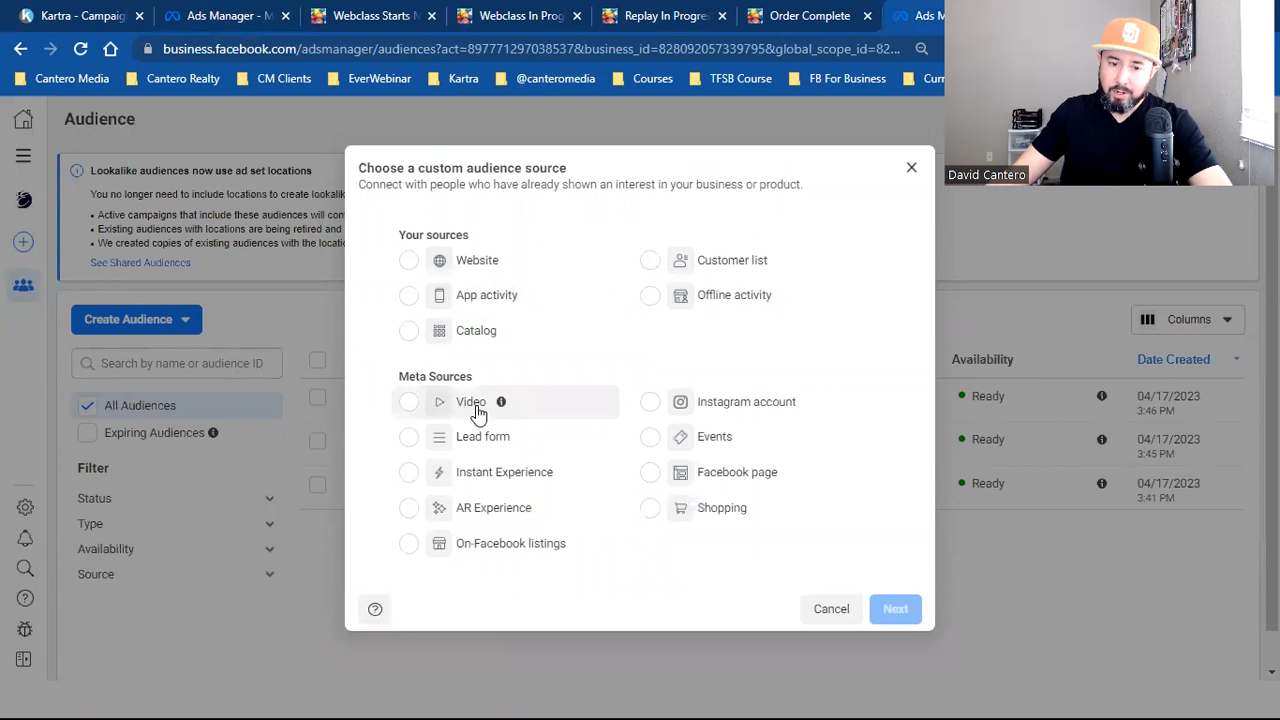 Kartra - Campaig
Ads Manager - M
Webclass Starts N
Webclass In Prog
Replay In Progres
Order Complete
Ads M
business.facebook.com/adsmanager/audiences?act=897771297038537&business_id=828092057339795&global_scope_id=82...
Cantero Media
Cantero Realty
CM Clients
EverWebinar
Kartra
@canteromedia
Courses
TFSB Course
FB For Business
Curr
David Cantero
Audience
Lookalike audiences now use ad set locations
You no longer need to include locations to create lookalik
Active campaigns that include these audiences will cont
Existing audiences with locations are being retired and
We created copies of existing audiences with the locatio
See Shared Audiences
Create Audience
Search by name or audience ID
All Audiences
Expiring Audiences
Filter
Status
Type
Availability
Source
Choose a custom audience source
Connect with people who have already shown an interest in your business or product.
Your sources
Website
Customer list
App activity
Offline activity
Catalog
Meta Sources
Video
Instagram account
Lead form
Events
Instant Experience
Facebook page
AR Experience
Shopping
On-Facebook listings
Cancel
Next
Columns
Availability
Date Created
Ready
04/17/2023
3:46 PM
Ready
04/17/2023
3:45 PM
Ready
04/17/2023
3:41 PM